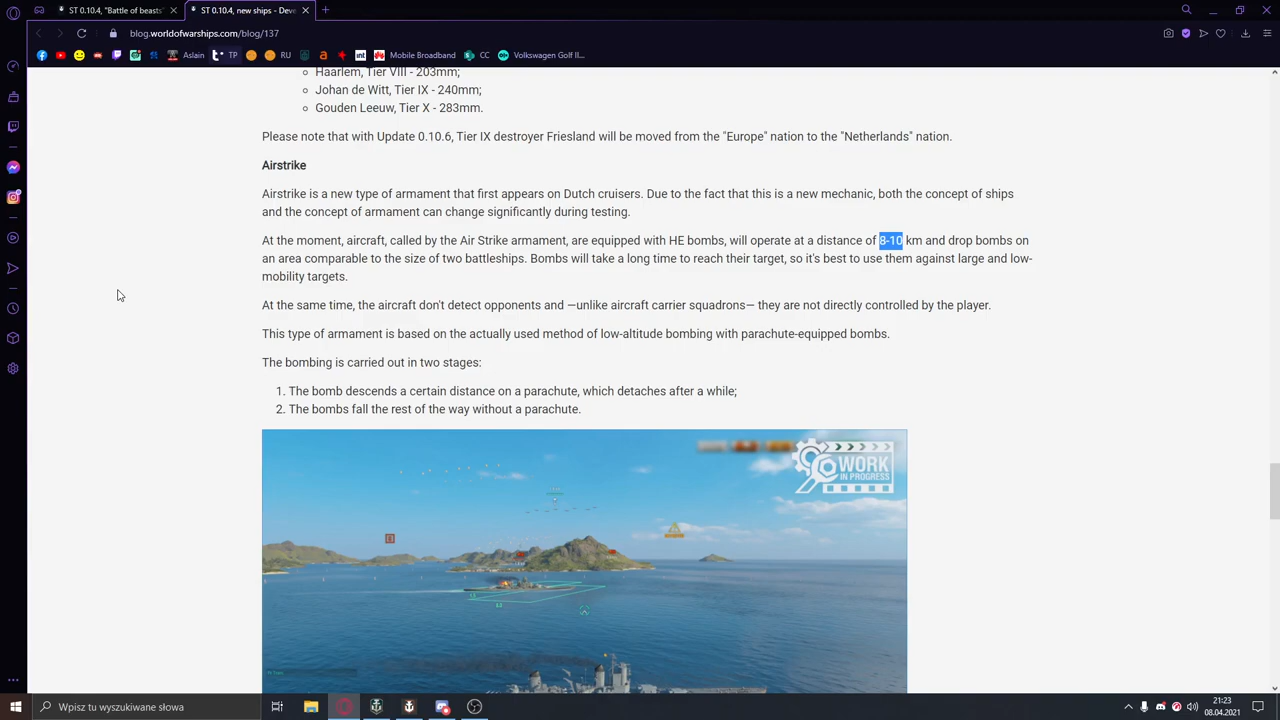 ST 0.10.4, "Battle of beasts"
ST 0.10.4, new ships - Deve
blog.worldofwarships.com/blog/137
Aslain
TP
RU
Mobile Broadband
CC
Volkswagen Golf II...
Haarlem, Tier VIII - 203mm;
Johan de Witt, Tier IX - 240mm;
Gouden Leeuw, Tier X - 283mm.
Please note that with Update 0.10.6, Tier IX destroyer Friesland will be moved from the "Europe" nation to the "Netherlands" nation.
Airstrike
Airstrike is a new type of armament that first appears on Dutch cruisers. Due to the fact that this is a new mechanic, both the concept of ships
and the concept of armament can change significantly during testing.
At the moment, aircraft, called by the Air Strike armament, are equipped with HE bombs, will operate at a distance of 8-10 km and drop bombs on
an area comparable to the size of two battleships. Bombs will take a long time to reach their target, so it's best to use them against large and low-
mobility targets.
At the same time, the aircraft don't detect opponents and —unlike aircraft carrier squadrons— they are not directly controlled by the player.
This type of armament is based on the actually used method of low-altitude bombing with parachute-equipped bombs.
The bombing is carried out in two stages:
1. The bomb descends a certain distance on a parachute, which detaches after a while;
2. The bombs fall the rest of the way without a parachute.
WORK
IN PROGRESS
Wpisz tu wyszukiwane słowa
21:23
08.04.2021